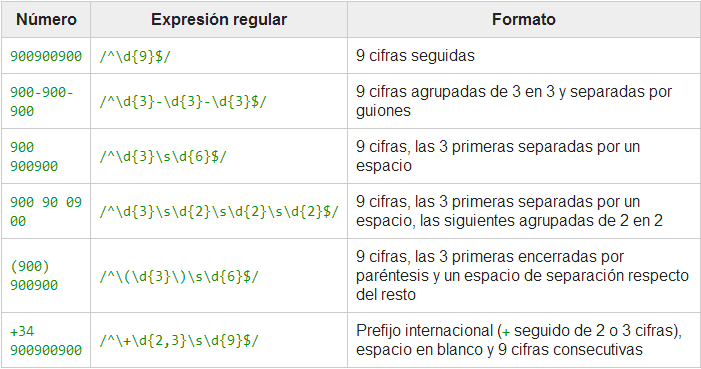 Número Expresión regular Formato
900900900 /^\d{9}$/ 9 cifras seguidas
900-900-
900
/^\d{3}-\d{3}-\d{3}$/
9 cifras agrupadas de 3 en 3 y separadas por
guiones
900
900900
/^\d{3}\s\d{6}$/
9 cifras, las 3 primeras separadas por un
espacio
900 90 09
00
/^\d{3}\s\d{2}\s\d{2}\s\d{2}$/
9 cifras, las 3 primeras separadas por un
espacio, las siguientes agrupadas de 2 en 2
(900)
900900
/^\(\d{3}\)\s\d{6}$/
9 cifras, las 3 primeras encerradas por
paréntesis y un espacio de separación respecto
del resto
+34
900900900
/^\+\d{2,3}\s\d{9}$/
Prefijo internacional (+ seguido de 2 o 3 cifras),
espacio en blanco y 9 cifras consecutivas